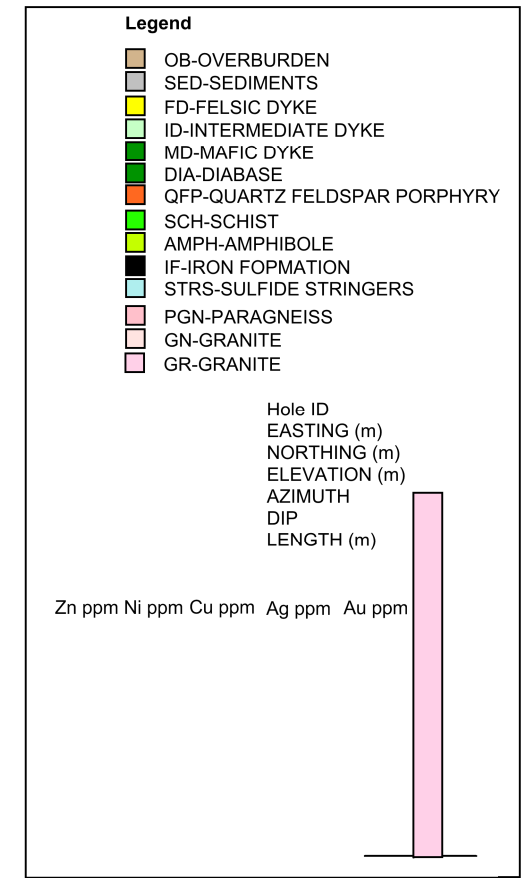 Legend
OB-OVERBURDEN
SED-SEDIMENTS
FD-FELSIC DYKE
ID-INTERMEDIATE DYKE
MD-MAFIC DYKE
DIA-DIABASE
QFP-QUARTZ FELDSPAR PORPHYRY
SCH-SCHIST
AMPH-AMPHIBOLE
IF-IRON FOPMATION
STRS-SULFIDE STRINGERS
PGN-PARAGNEISS
GN-GRANITE
GR-GRANITE
Hole ID
EASTING (m)
NORTHING (m)
ELEVATION (m)
AZIMUTH
DIP
LENGTH (m)
Zn ppm Ni ppm Cu ppm Ag ppm Au ppm